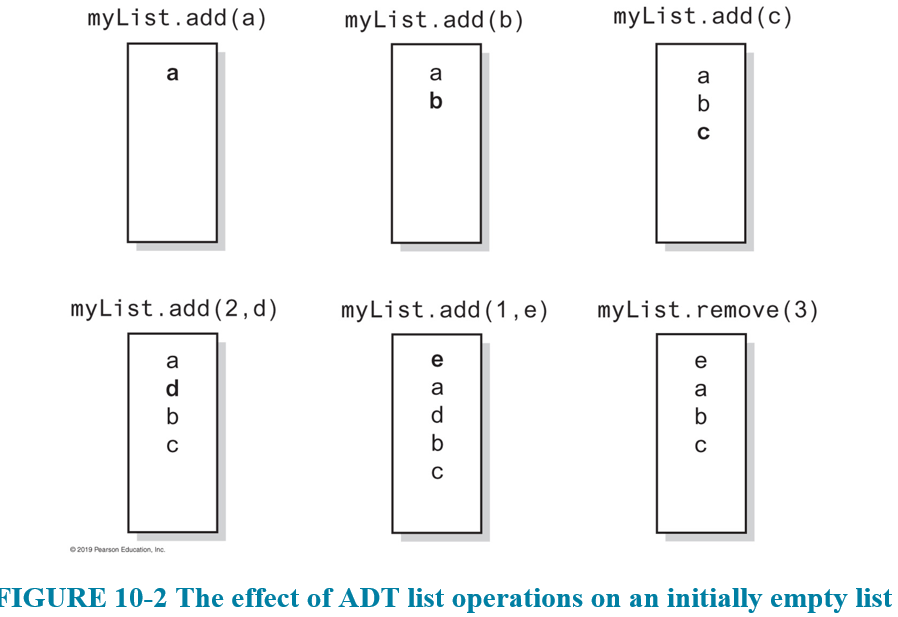 myList.add(a)
a
myList.add(b)
a
b
myList.add(c)
a
b
c
myList.add(2,d)
a
d
b
c
myList.add(1,e)
e
a
d
b
c
myList.remove(3)
e
a
b
c
© 2019 Pearson Education, Inc.
FIGURE 10-2 The effect of ADT list operations on an initially empty list